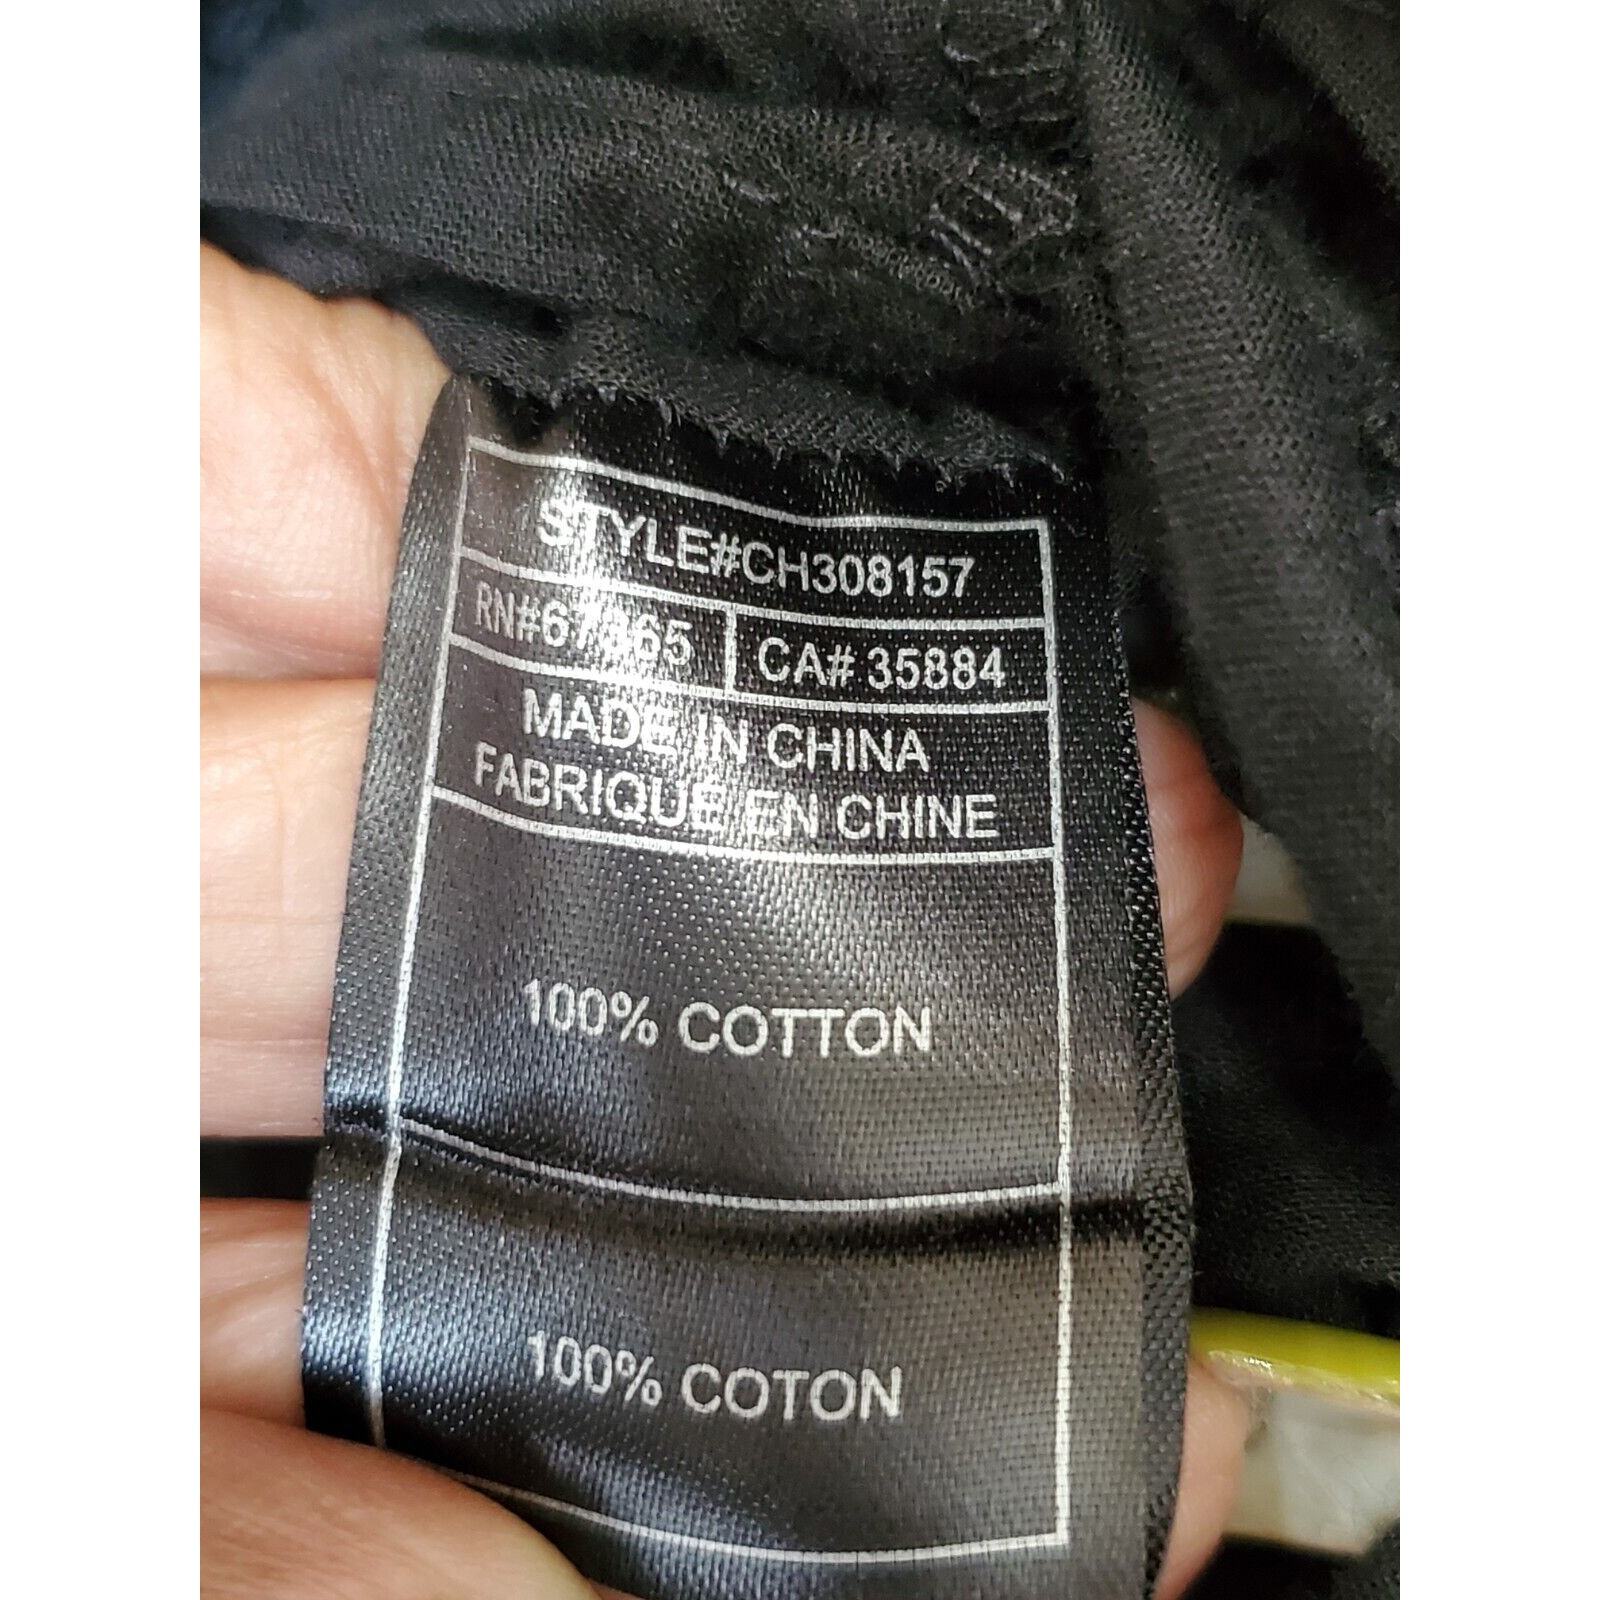 STYLE#CH308157
CA# 35884
MADE IN CHINA
FABRIQUE EN CHINE
100% COTTON
100% COTON